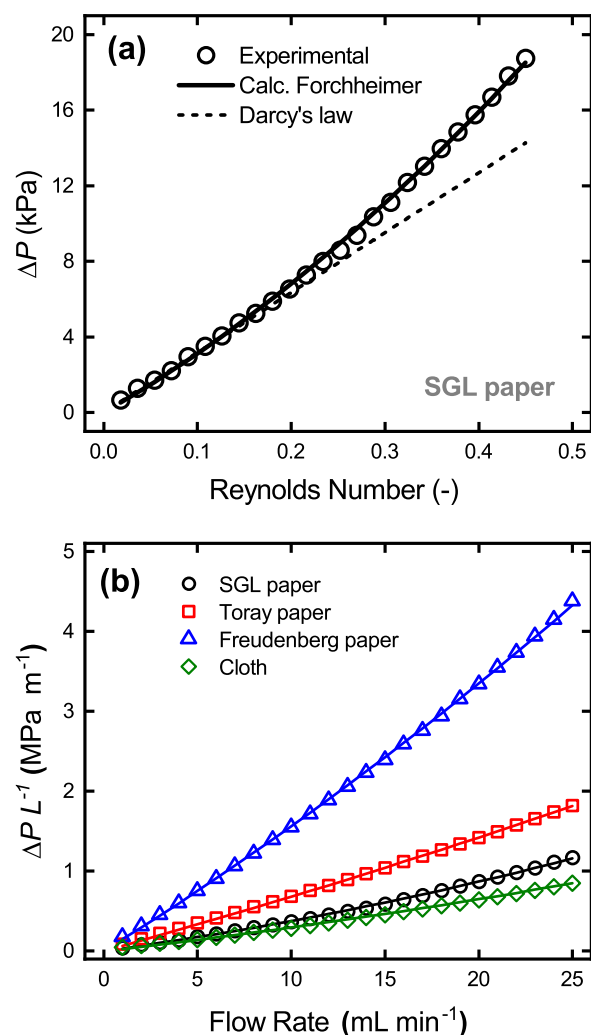 (a)
Experimental
Calc. Forchheimer
Darcy's law
20
16
12
8
4
0
ΔP (kPa)
SGL paper
0.0 0.1 0.2 0.3 0.4 0.5
Reynolds Number (-)
(b)
SGL paper
Toray paper
Freudenberg paper
Cloth
5
4
3
2
1
0
ΔP L⁻¹ (MPa m⁻¹)
0 5 10 15 20 25
Flow Rate (mL min⁻¹)